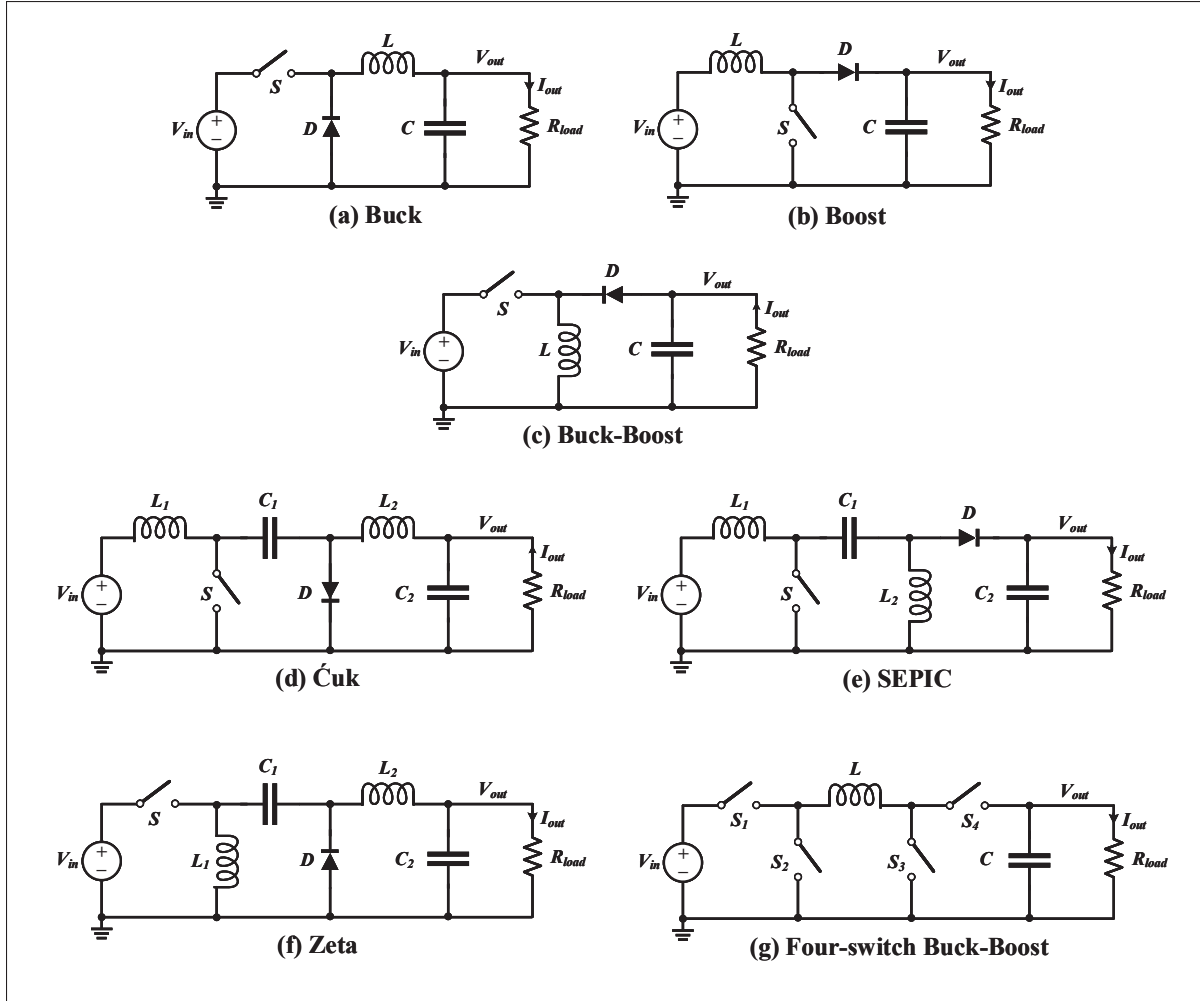 L V_out L D V_out
S I_out I_out
V_in + − D C R_load V_in + − S C R_load
(a) Buck (b) Boost
D V_out
S I_out
V_in + − L C R_load
(c) Buck-Boost
L_1 C_1 L_2 V_out L_1 C_1 D V_out
I_out I_out
V_in + − S D C_2 R_load V_in + − S L_2 C_2 R_load
(d) Ćuk (e) SEPIC
C_1 L_2 V_out L V_out
S I_out S_1 S_4 I_out
V_in + − L_1 D C_2 R_load V_in + − S_2 S_3 C R_load
(f) Zeta (g) Four-switch Buck-Boost